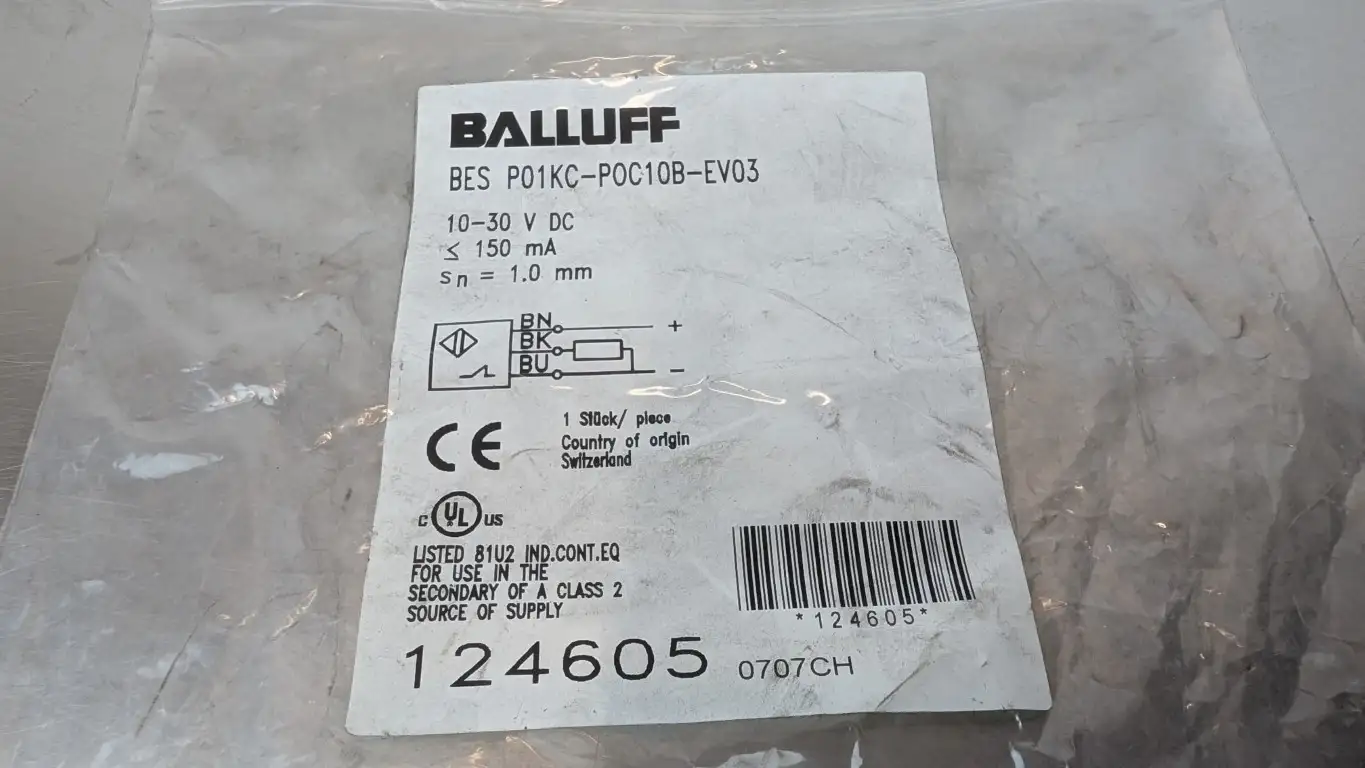 BALLUFF
BES P01KC-POC10B-EV03
10-30 V DC
≤ 150 mA
sn = 1.0 mm
BN +
BK
BU -
CE
1 Stück/ piece
Country of origin
Switzerland
C UL US
LISTED 81U2 IND.CONT.EQ
FOR USE IN THE
SECONDARY OF A CLASS 2
SOURCE OF SUPPLY
*124605*
124605 0707CH